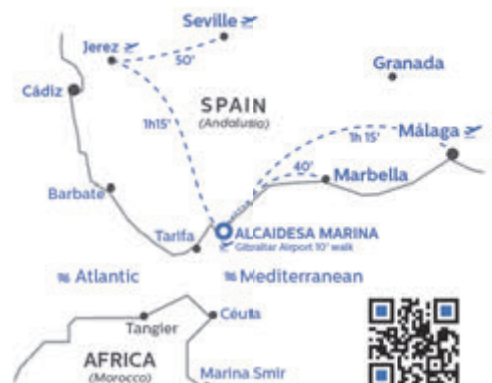 Seville
Jerez
50'
Granada
Cádiz
SPAIN
(Andalusia)
1h15'
1h 15'
Málaga
40'
Marbella
Barbate
Tarifa
ALCAIDESA MARINA
Gibraltar Airport 10' walk
Atlantic
Mediterranean
Tangier
Céuta
AFRICA
(Morocco)
Marina Smir